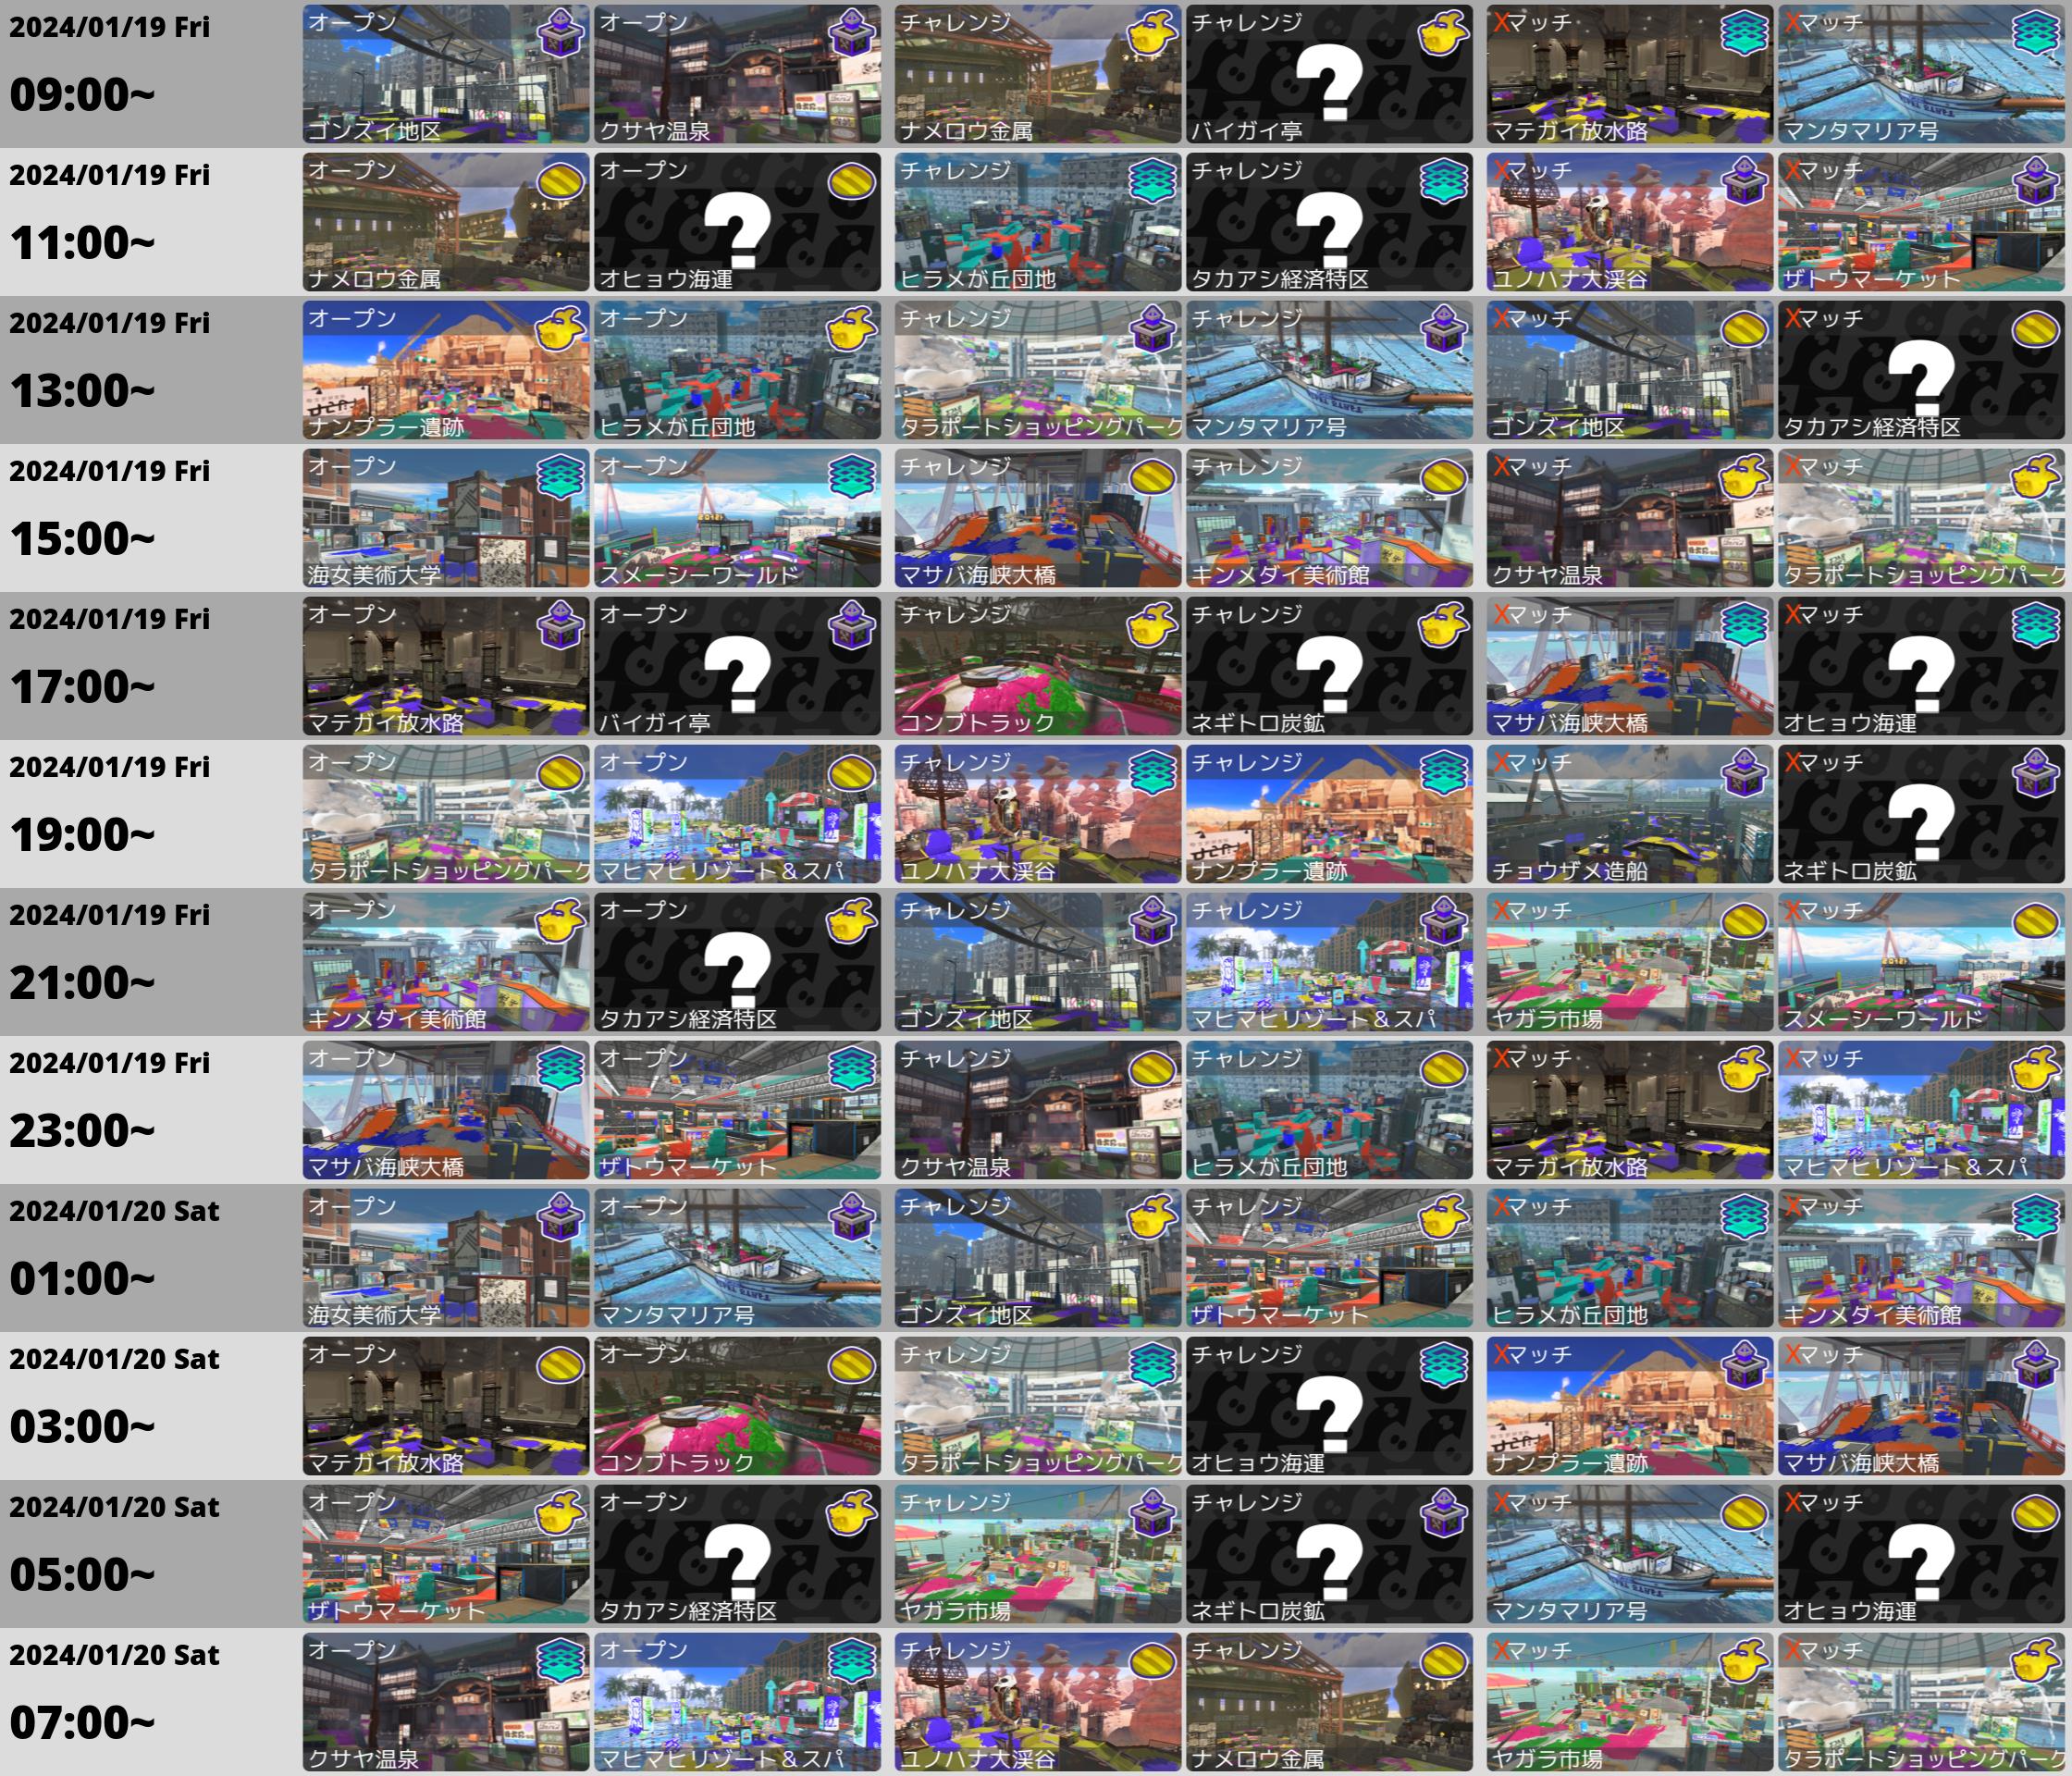 2024/01/19 Fri
09:00~
オープン
ゴンズイ地区
オープン
クサヤ温泉
チャレンジ
ナメロウ金属
チャレンジ
バイガイ亭
Xマッチ
マテガイ放水路
Xマッチ
マンタマリア号
2024/01/19 Fri
11:00~
オープン
ナメロウ金属
オープン
オヒョウ海運
チャレンジ
ヒラメが丘団地
チャレンジ
タカアシ経済特区
Xマッチ
ユノハナ大渓谷
Xマッチ
ザトウマーケット
2024/01/19 Fri
13:00~
オープン
ナンプラー遺跡
オープン
ヒラメが丘団地
チャレンジ
タラポートショッピングパーク
チャレンジ
マンタマリア号
Xマッチ
ゴンズイ地区
Xマッチ
タカアシ経済特区
2024/01/19 Fri
15:00~
オープン
海女美術大学
オープン
スメーシーワールド
チャレンジ
マサバ海峡大橋
チャレンジ
キンメダイ美術館
Xマッチ
クサヤ温泉
Xマッチ
タラポートショッピングパーク
2024/01/19 Fri
17:00~
オープン
マテガイ放水路
オープン
バイガイ亭
チャレンジ
コンブトラック
チャレンジ
ネギトロ炭鉱
Xマッチ
マサバ海峡大橋
Xマッチ
オヒョウ海運
2024/01/19 Fri
19:00~
オープン
タラポートショッピングパーク
オープン
マヒマヒリゾート＆スパ
チャレンジ
ユノハナ大渓谷
チャレンジ
ナンプラー遺跡
Xマッチ
チョウザメ造船
Xマッチ
ネギトロ炭鉱
2024/01/19 Fri
21:00~
オープン
キンメダイ美術館
オープン
タカアシ経済特区
チャレンジ
ゴンズイ地区
チャレンジ
マヒマヒリゾート＆スパ
Xマッチ
ヤガラ市場
Xマッチ
スメーシーワールド
2024/01/19 Fri
23:00~
オープン
マサバ海峡大橋
オープン
ザトウマーケット
チャレンジ
クサヤ温泉
チャレンジ
ヒラメが丘団地
Xマッチ
マテガイ放水路
Xマッチ
マヒマヒリゾート＆スパ
2024/01/20 Sat
01:00~
オープン
海女美術大学
オープン
マンタマリア号
チャレンジ
ゴンズイ地区
チャレンジ
ザトウマーケット
Xマッチ
ヒラメが丘団地
Xマッチ
キンメダイ美術館
2024/01/20 Sat
03:00~
オープン
マテガイ放水路
オープン
コンブトラック
チャレンジ
タラポートショッピングパーク
チャレンジ
オヒョウ海運
Xマッチ
ナンプラー遺跡
Xマッチ
マサバ海峡大橋
2024/01/20 Sat
05:00~
オープン
ザトウマーケット
オープン
タカアシ経済特区
チャレンジ
ヤガラ市場
チャレンジ
ネギトロ炭鉱
Xマッチ
マンタマリア号
Xマッチ
オヒョウ海運
2024/01/20 Sat
07:00~
オープン
クサヤ温泉
オープン
マヒマヒリゾート＆スパ
チャレンジ
ユノハナ大渓谷
チャレンジ
ナメロウ金属
Xマッチ
ヤガラ市場
Xマッチ
タラポートショッピングパーク